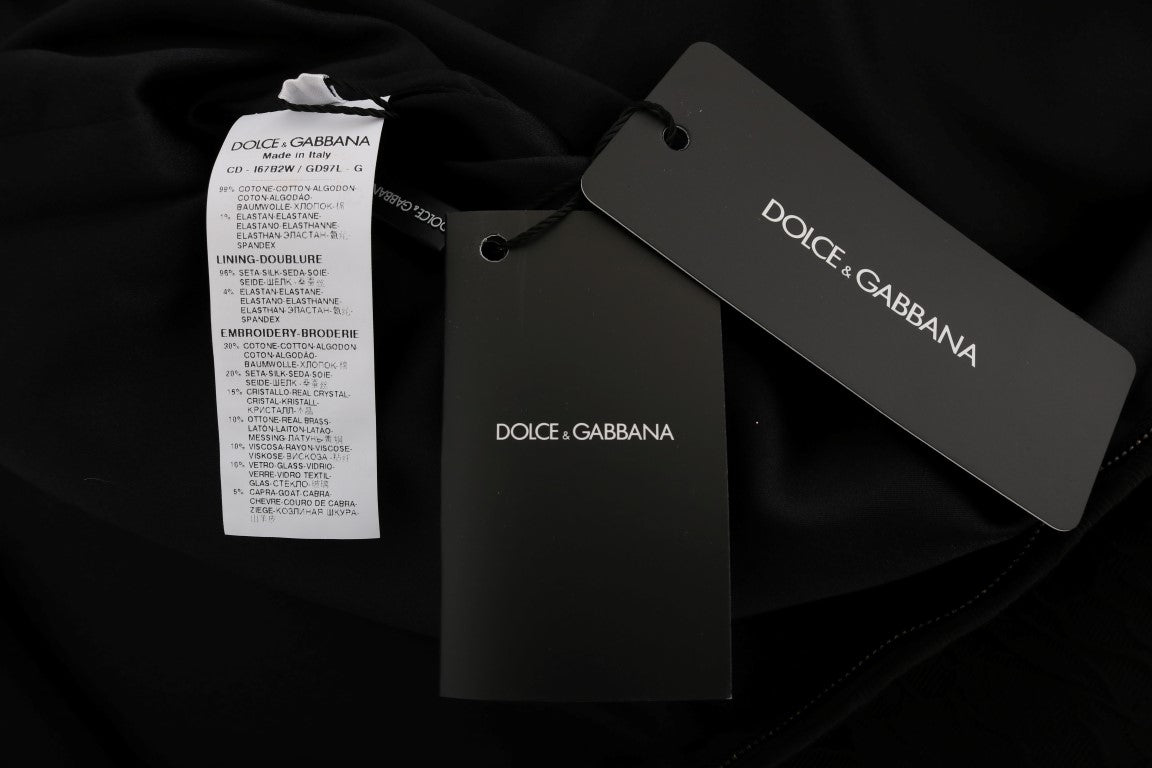 DOLCE & GABBANA
Made in Italy
CD - I67B2W / GD97L - G
99% COTONE-COTTON-ALGODON-
COTON-ALGODÃO-
BAUMWOLLE-ХЛОПОК-棉
1% ELASTAN-ELASTANE-
ELASTANO-ELASTHANNE-
ELASTHAN-ЭЛАСТАН-氨纶-
SPANDEX
LINING-DOUBLURE
96% SETA-SILK-SEDA-SOIE-
SEIDE-ШЕЛК-桑蚕丝
4% ELASTAN-ELASTANE-
ELASTANO-ELASTHANNE-
ELASTHAN-ЭЛАСТАН-氨纶-
SPANDEX
EMBROIDERY-BRODERIE
30% COTONE-COTTON-ALGODON-
COTON-ALGODÃO-
BAUMWOLLE-ХЛОПОК-棉
20% SETA-SILK-SEDA-SOIE-
SEIDE-ШЕЛК-桑蚕丝
15% CRISTALLO-REAL CRYSTAL-
CRISTAL-KRISTALL-
КРИСТАЛЛ-水晶
10% OTTONE-REAL BRASS-
LATON-LAITON-LATAO-
MESSING-ЛАТУНЬ-黄铜
10% VISCOSA-RAYON-VISCOSE-
VISKOSE-ВИСКОЗА-粘纤
10% VETRO-GLASS-VIDRIO-
VERRE-VIDRO TEXTIL-
GLAS-СТЕКЛО-玻璃
5% CAPRA-GOAT-CABRA-
CHEVRE-COURO DE CABRA-
ZIEGE-КОЗЛИНАЯ ШКУРА-
山羊皮
DOLCE & GABBANA
DOLCE & GABBANA
DOLCE & GABBANA